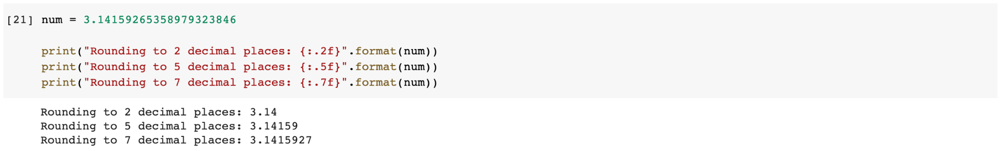 [21] num = 3.14159265358979323846
print("Rounding to 2 decimal places: {:.2f}".format(num))
print("Rounding to 5 decimal places: {:.5f}".format(num))
print("Rounding to 7 decimal places: {:.7f}".format(num))
Rounding to 2 decimal places: 3.14
Rounding to 5 decimal places: 3.14159
Rounding to 7 decimal places: 3.1415927